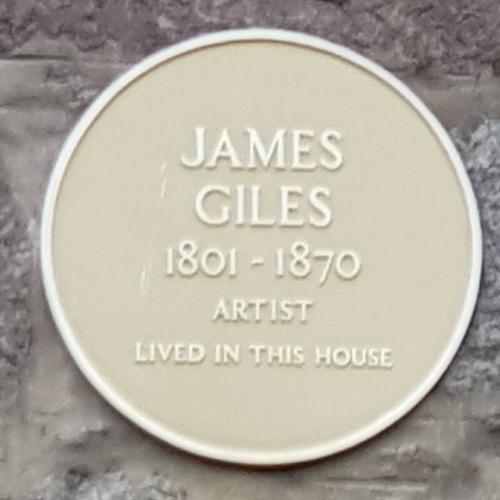 JAMES
GILES
1801 - 1870
ARTIST
LIVED IN THIS HOUSE